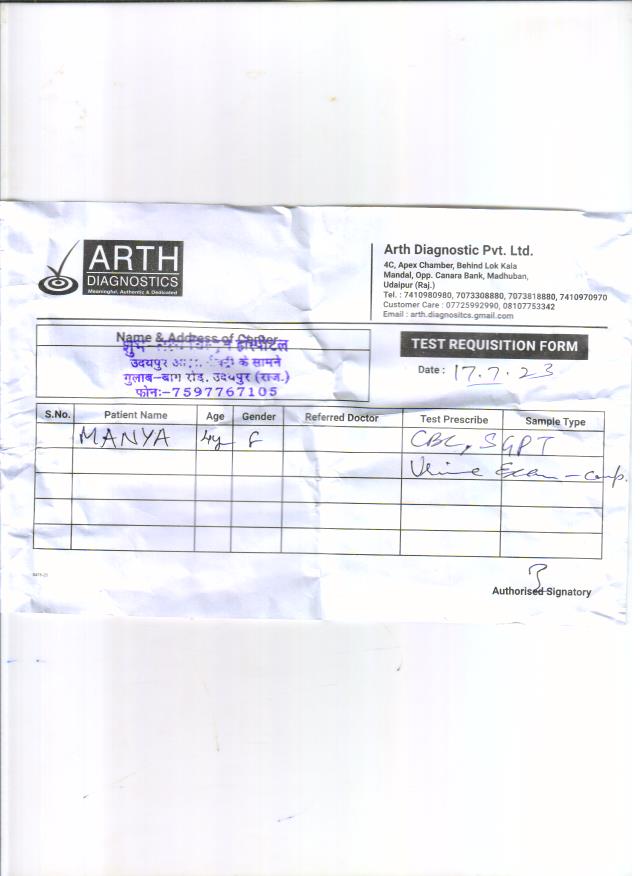 ARTH
DIAGNOSTICS
Meaningful, Authentic & Dedicated
Arth Diagnostic Pvt. Ltd.
4C, Apex Chamber, Behind Lok Kala
Mandal, Opp. Canara Bank, Madhuban,
Udaipur (Raj.)
Tel. : 7410980980, 7073308880, 7073818880, 7410970970
Customer Care : 07725992990, 08107753342
Email : arth.diagnositcs.gmail.com
Name & Address of Center
शुभ हॉस्पीटल
उदयपुर के सामने
गुलाब-बाग रोड, उदयपुर (राज.)
फोनः-7597767105
TEST REQUISITION FORM
Date : 17.7.23
S.No. Patient Name Age Gender Referred Doctor Test Prescribe Sample Type
MANYA 4y F CBC, SGPT
Urine Exam - comp.
Authorised Signatory